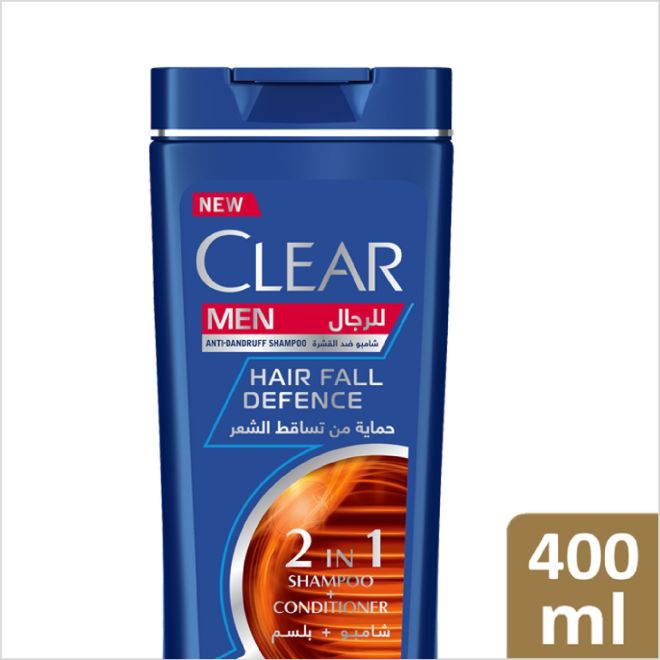 NEW
CLEAR
MEN للرجال
ANTI-DANDRUFF SHAMPOO شامبو ضد القشرة
HAIR FALL
DEFENCE
حماية من تساقط الشعر
2 IN 1
SHAMPOO
+
CONDITIONER
شامبو + بلسم
400
ml